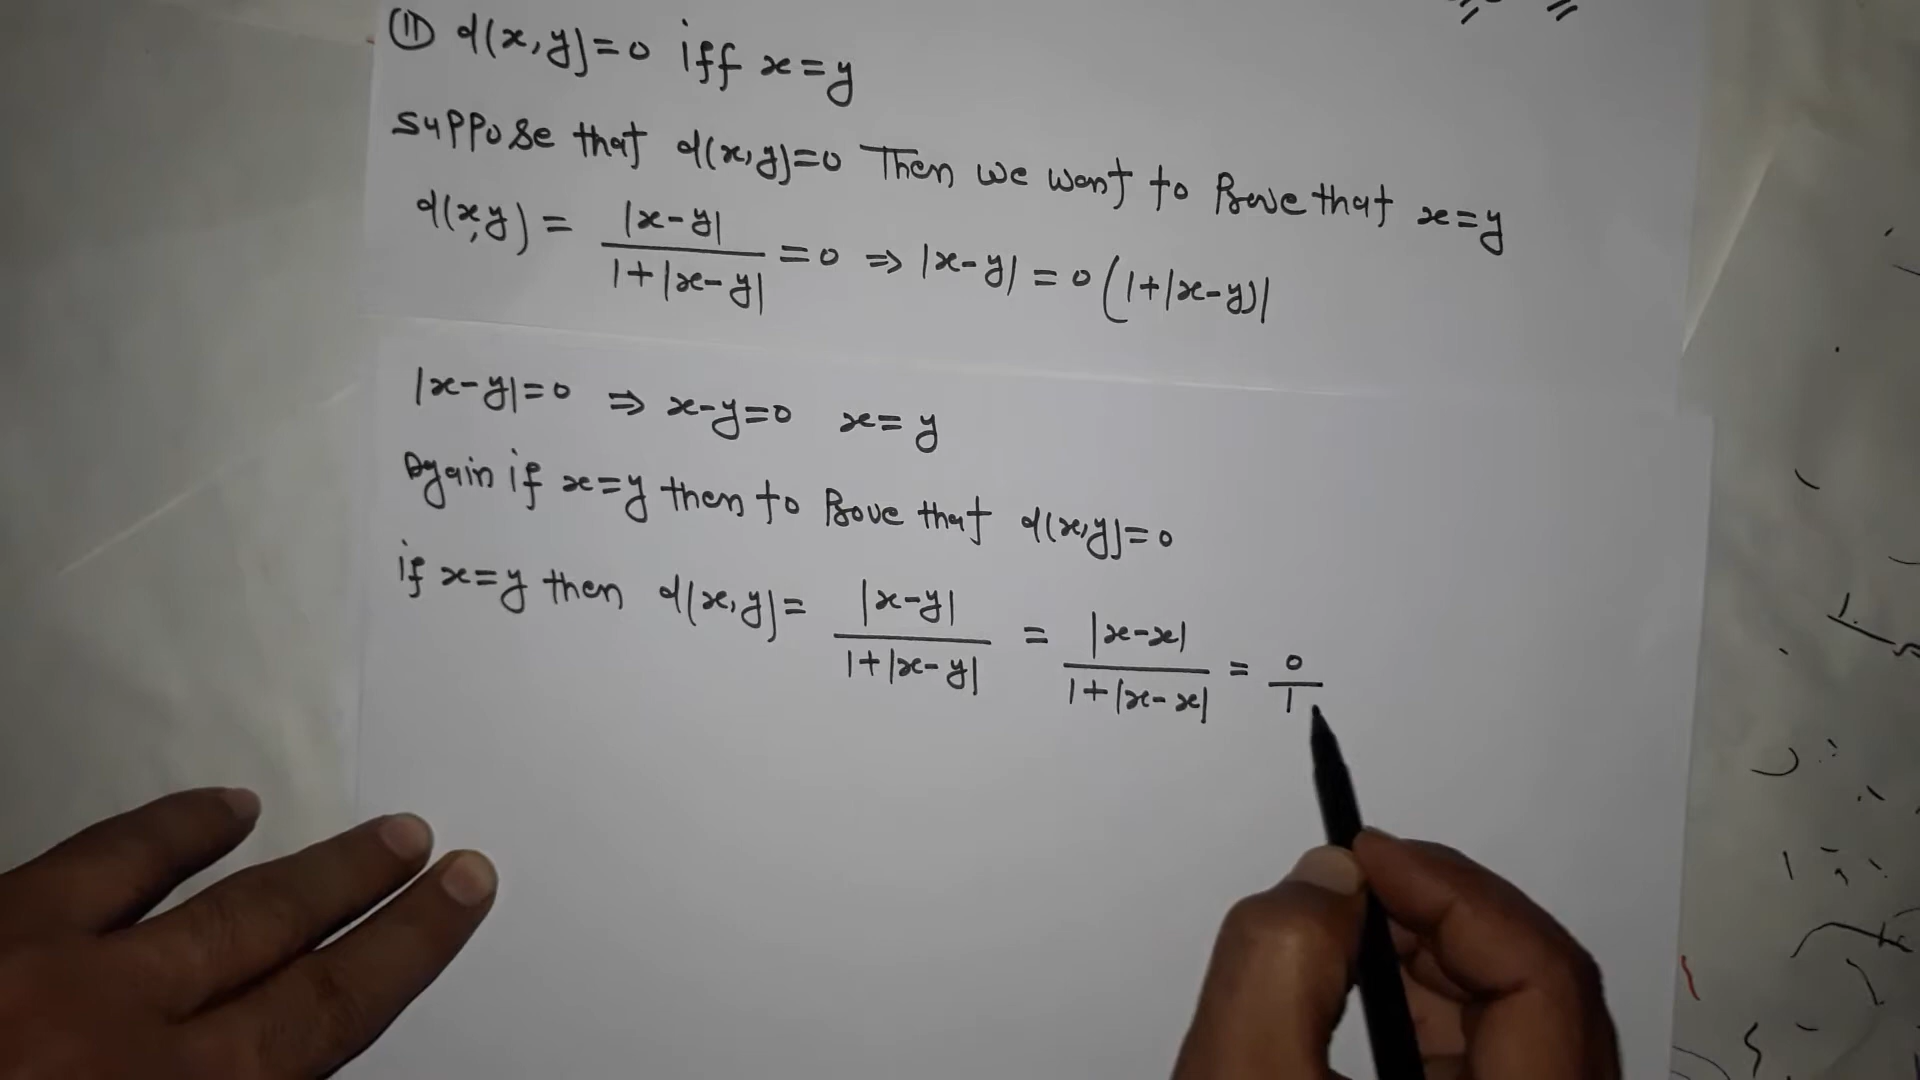 (II) d(x,y)=0 iff x=y
suppose that d(x,y)=0 Then we want to Prove that x=y
d(x,y) = |x-y| / 1+|x-y| = 0 ⇒ |x-y| = 0 (1+|x-y)|
|x-y|=0 ⇒ x-y=0 x=y
Again if x=y then to Prove that d(x,y)=0
if x=y then d(x,y)= |x-y| / 1+|x-y| = |x-x| / 1+|x-x| = 0/1